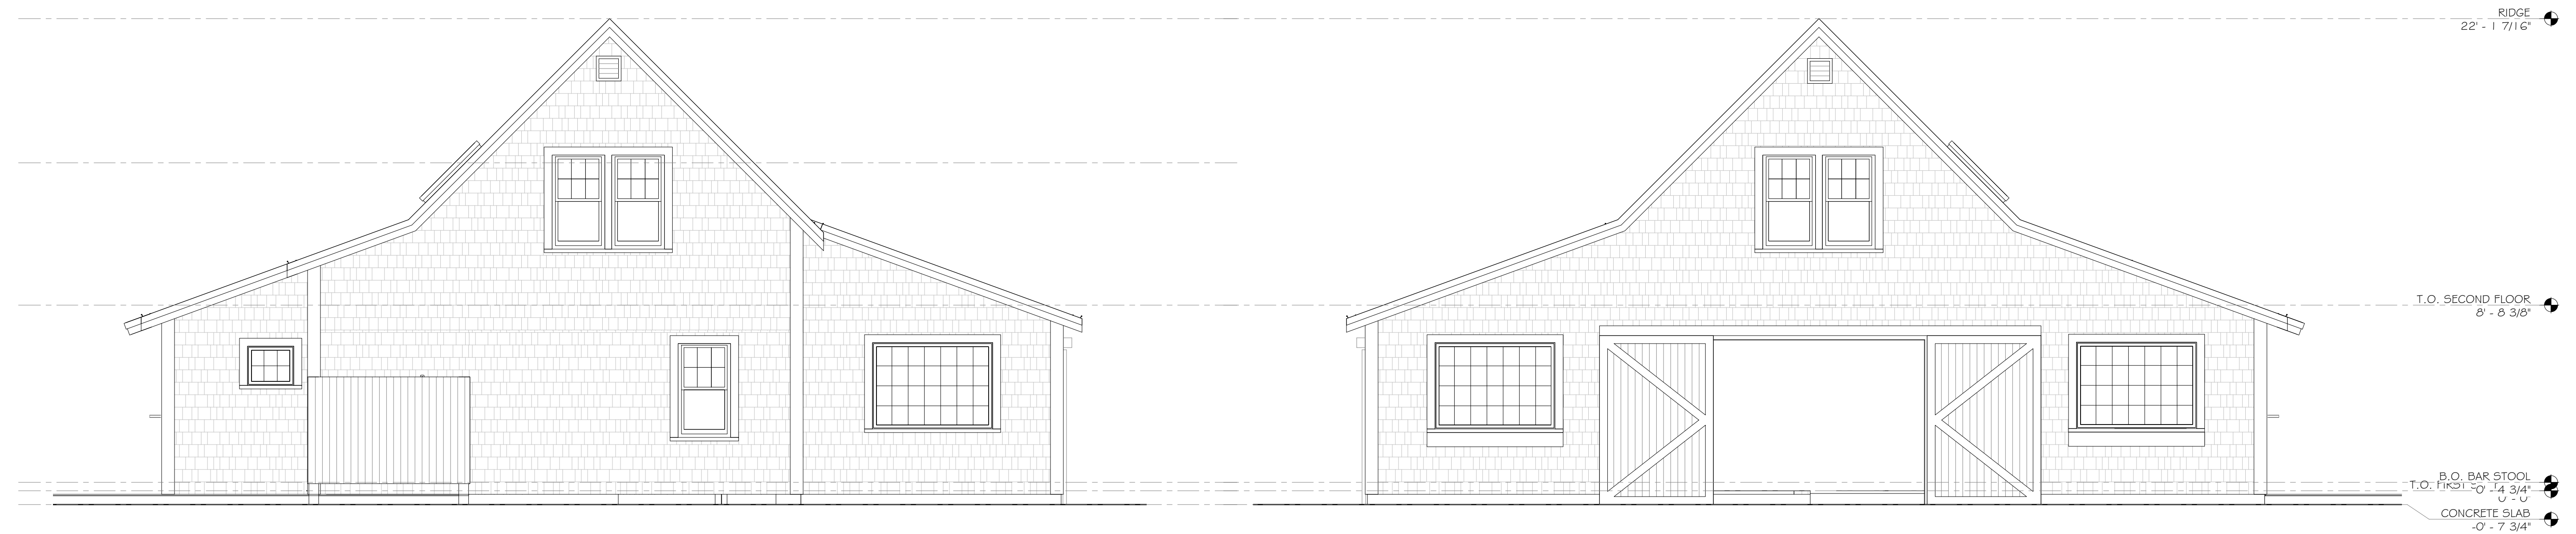 RIDGE
22' - 1 7/16"
T.O. SECOND FLOOR
8' - 8 3/8"
B.O. BAR STOOL
T.O. FIRST
0' - 4 3/4"
0' - 0"
CONCRETE SLAB
-0' - 7 3/4"